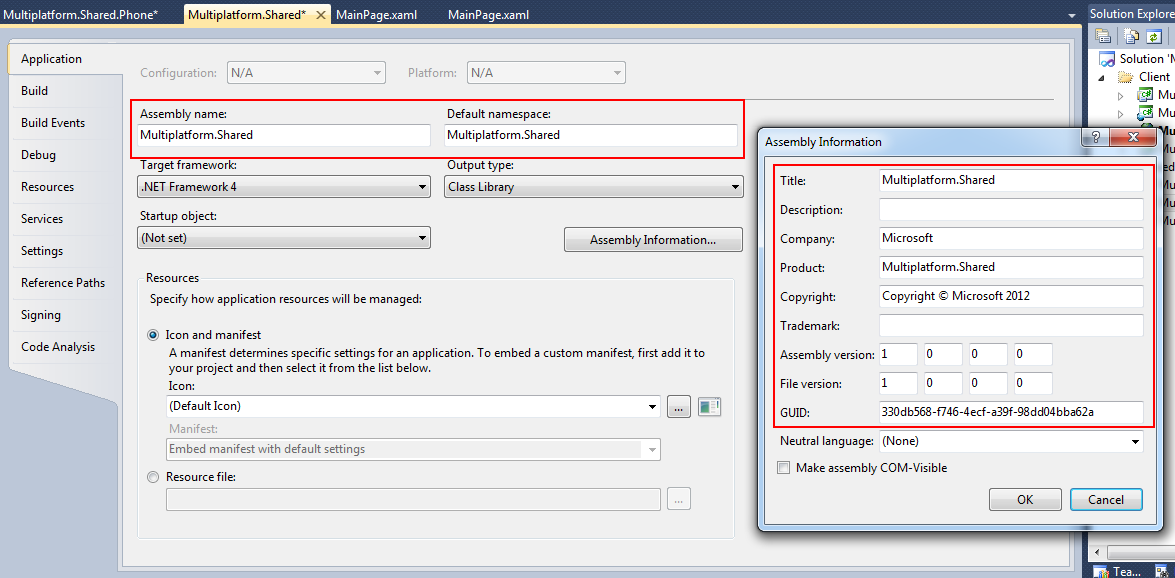 Multiplatform.Shared.Phone*
Multiplatform.Shared*
MainPage.xaml
MainPage.xaml
Solution Explore
Application
Build
Build Events
Debug
Resources
Services
Settings
Reference Paths
Signing
Code Analysis
Configuration: N/A
Platform: N/A
Assembly name:
Multiplatform.Shared
Default namespace:
Multiplatform.Shared
Target framework:
.NET Framework 4
Output type:
Class Library
Startup object:
(Not set)
Assembly Information...
Resources
Specify how application resources will be managed:
Icon and manifest
A manifest determines specific settings for an application. To embed a custom manifest, first add it to
your project and then select it from the list below.
Icon:
(Default Icon)
...
Manifest:
Embed manifest with default settings
Resource file:
...
Assembly Information
Title: Multiplatform.Shared
Description:
Company: Microsoft
Product: Multiplatform.Shared
Copyright: Copyright © Microsoft 2012
Trademark:
Assembly version: 1 0 0 0
File version: 1 0 0 0
GUID: 330db568-f746-4ecf-a39f-98dd04bba62a
Neutral language: (None)
Make assembly COM-Visible
OK
Cancel
Solution 'M
Client
Mu
Mu
Tea...